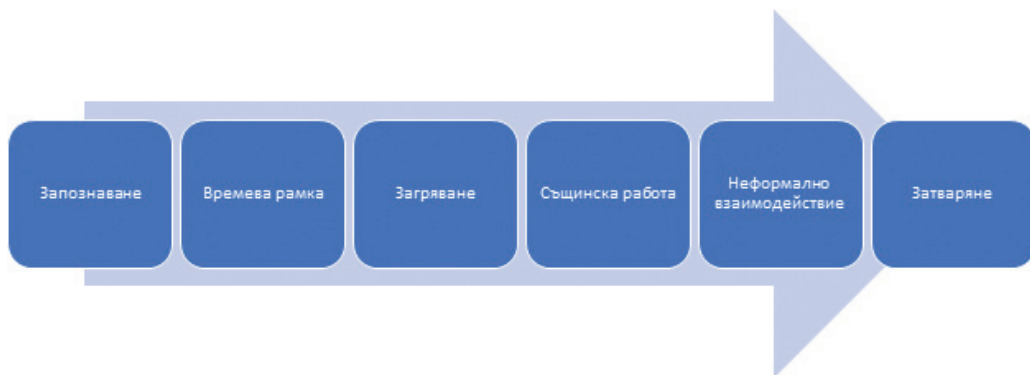 Запознаване
Времева рамка
Загряване
Същинска работа
Неформално
взаимодействие
Затваряне